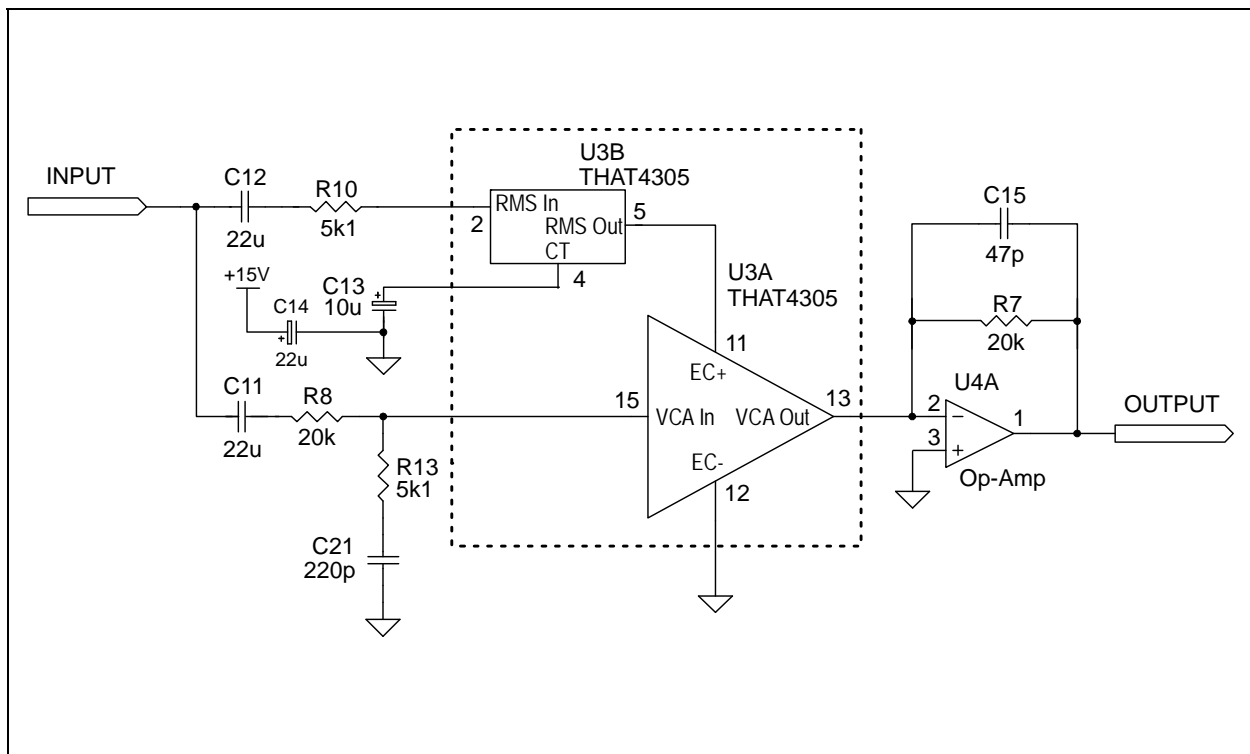 INPUT
C12
22u
R10
5k1
U3B
THAT4305
RMS In
2
RMS Out
5
CT
4
+15V
C14
22u
C13
10u
C11
22u
R8
20k
R13
5k1
C21
220p
U3A
THAT4305
11
EC+
15
VCA In
VCA Out
13
EC-
12
C15
47p
R7
20k
U4A
2
-
3
+
1
Op-Amp
OUTPUT